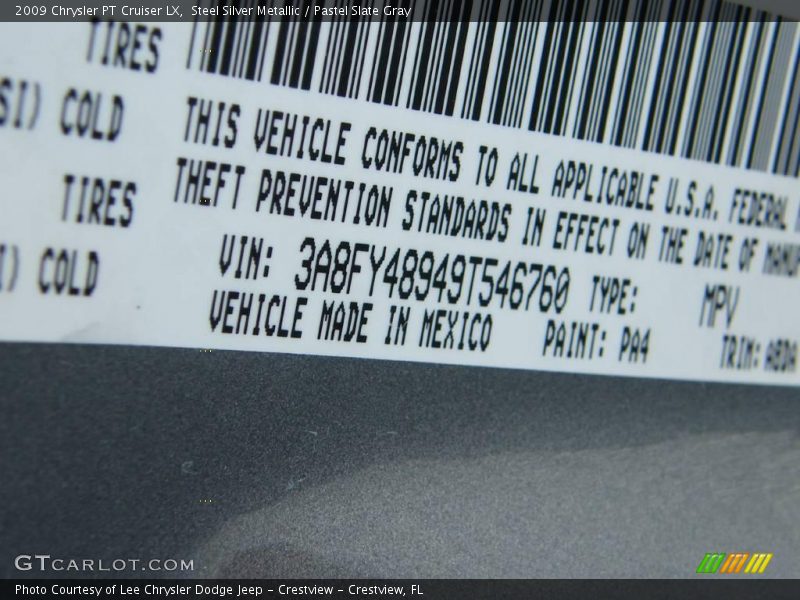 2009 Chrysler PT Cruiser LX, Steel Silver Metallic / Pastel Slate Gray
TIRES
SI) COLD
THIS VEHICLE CONFORMS TO ALL APPLICABLE U.S.A. FEDERAL
TIRES
THEFT PREVENTION STANDARDS IN EFFECT ON THE DATE OF MANUF
I) COLD
VIN: 3A8FY48949T546760 TYPE: MPV
VEHICLE MADE IN MEXICO PAINT: PA4 TRIM: ABDA
GTCARLOT.COM
Photo Courtesy of Lee Chrysler Dodge Jeep - Crestview - Crestview, FL